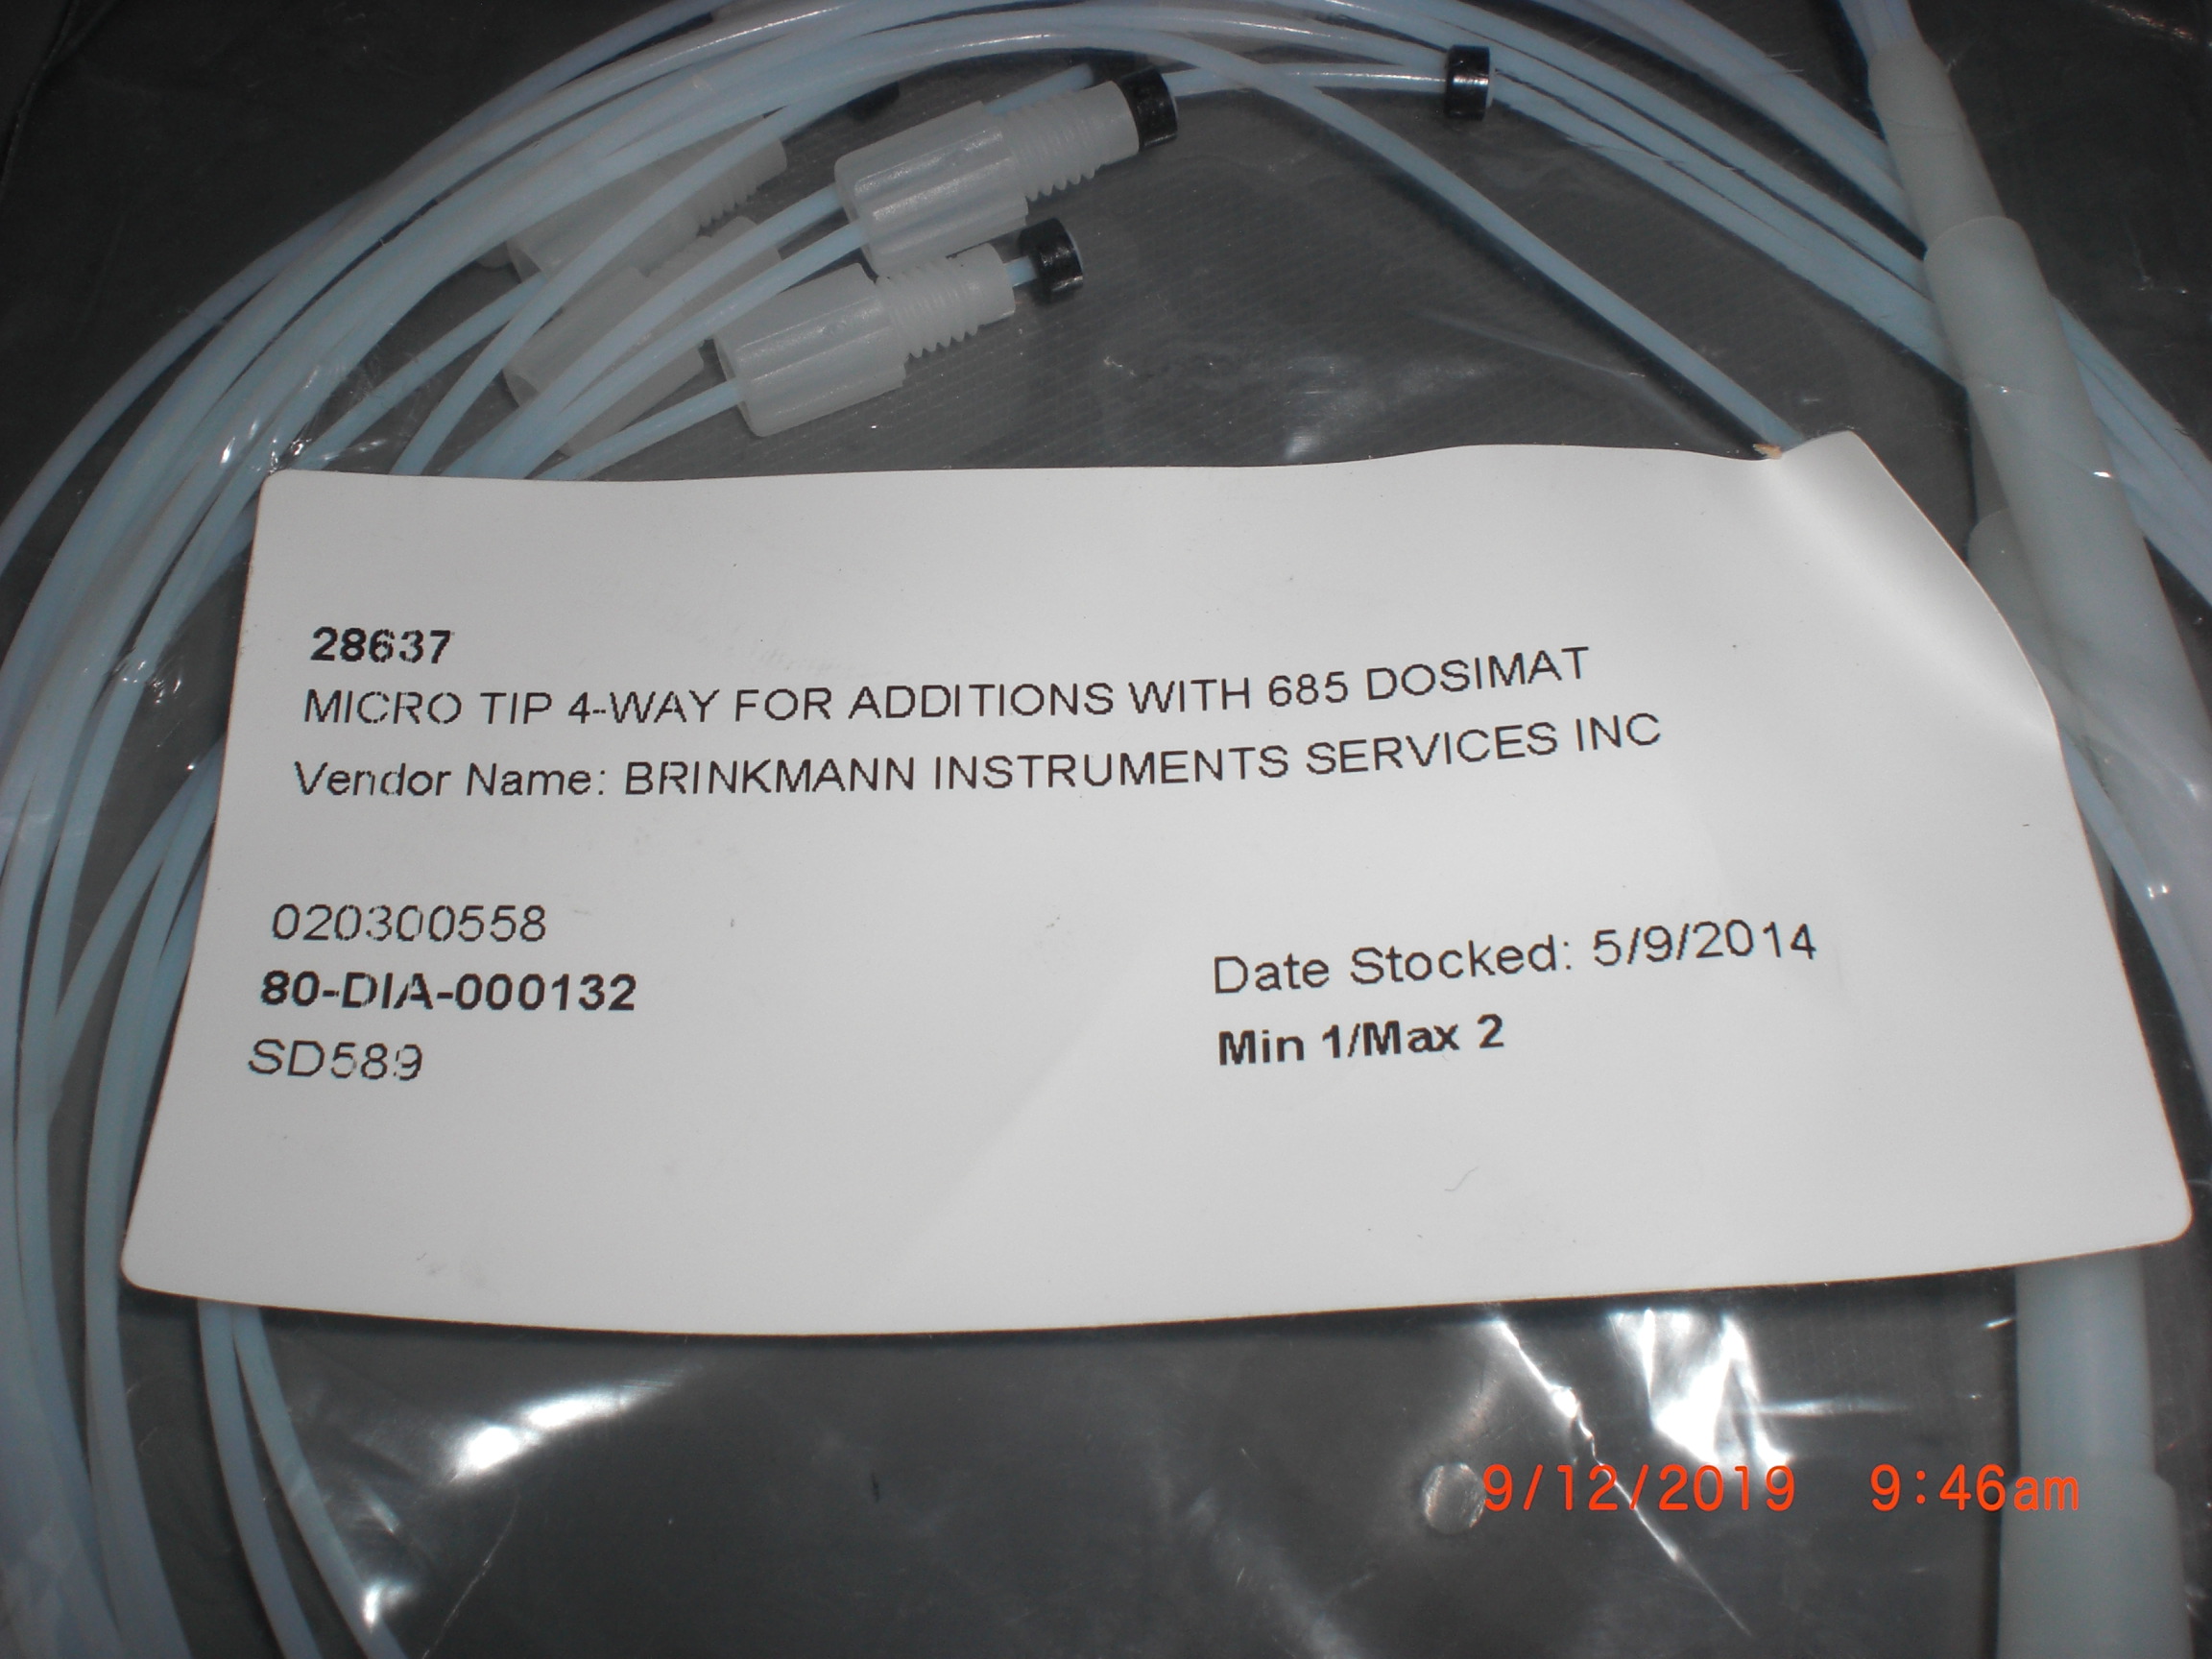 28637
MICRO TIP 4-WAY FOR ADDITIONS WITH 685 DOSIMAT
Vendor Name: BRINKMANN INSTRUMENTS SERVICES INC
020300558
80-DIA-000132
SD589
Date Stocked: 5/9/2014
Min 1/Max 2
9/12/2019 9:46am